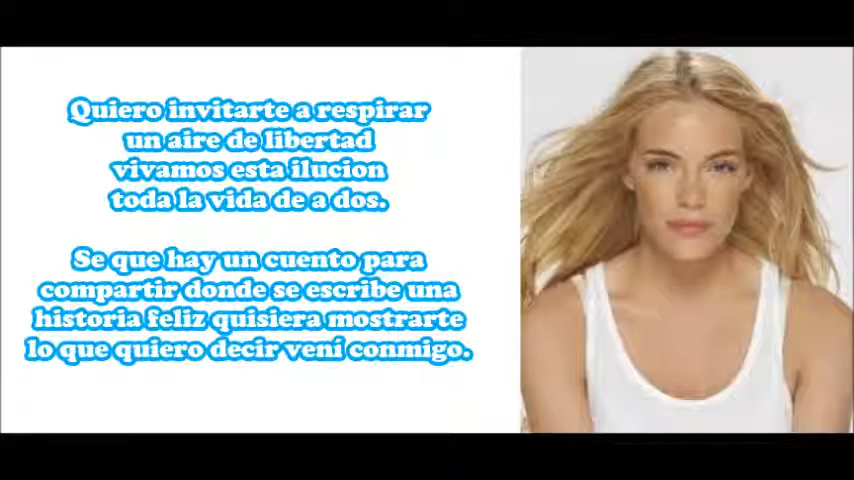 Quiero invitarte a respirar
un aire de libertad
vivamos esta ilucion
toda la vida de a dos.
Se que hay un cuento para
compartir donde se escribe una
historia feliz quisiera mostrarte
lo que quiero decir vení conmigo.